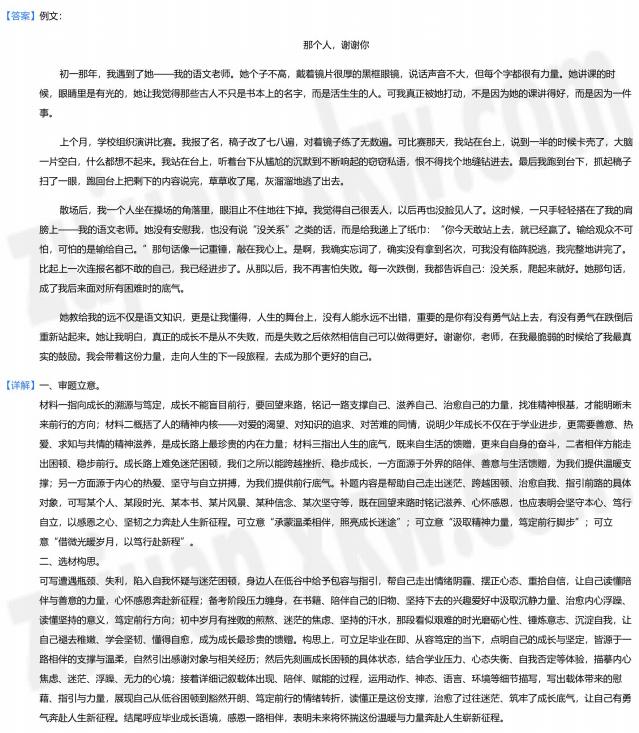 【答案】例文：
那个人，谢谢你
初一那年，我遇到了她——我的语文老师。她个子不高，戴着镜片很厚的黑框眼镜，说话声音不大，但每个字都很有力量。她讲课的时
候，眼睛里是有光的，她让我觉得那些古人不只是书本上的名字，而是活生生的人。可我真正被她打动，不是因为她的课讲得好，而是因为一件
事。
上个月，学校组织演讲比赛。我报了名，稿子改了七八遍，对着镜子练了无数遍。可比赛那天，我站在台上，说到一半的时候卡壳了，大脑
一片空白，什么都想不起来。我站在台上，听着台下从尴尬的沉默到不断响起的窃窃私语，恨不得找个地缝钻进去。最后我跑到台下，抓起稿子
扫了一眼，跑回台上把剩下的内容说完，草草收了尾，灰溜溜地逃了出去。
散场后，我一个人坐在操场的角落里，眼泪止不住地往下掉。我觉得自己很丢人，以后再也没脸见人了。这时候，一只手轻轻搭在了我的肩
膀上——我的语文老师。她没有安慰我，也没有说“没关系”之类的话，而是给我递上了纸巾：“你今天敢站上去，就已经赢了。输给观众不可
怕，可怕的是输给自己。”那句话像一记重锤，敲在我心上。是啊，我确实忘词了，确实没有拿到名次，可我没有临阵脱逃，我完整地讲完了。
比起上一次连报名都不敢的自己，我已经进步了。从那以后，我不再害怕失败。每一次跌倒，我都告诉自己：没关系，爬起来就好。她那句话，
成了我后来面对所有困难时的底气。
她教给我的远不仅是语文知识，更是让我懂得，人生的舞台上，没有人能永远不出错，重要的是你有没有勇气站上去，有没有勇气在跌倒后
重新站起来。她让我明白，真正的成长不是从不失败，而是失败之后依然相信自己可以做得更好。谢谢你，老师，在我最脆弱的时候给了我最真
实的鼓励。我会带着这份力量，走向人生的下一段旅程，去成为那个更好的自己。
【详解】一、审题立意。
材料一指向成长的溯源与笃定，成长不能盲目前行，要回望来路，铭记一路支撑自己、滋养自己、治愈自己的力量，找准精神根基，才能明晰未
来前行的方向；材料二概括了人的精神内核——对爱的渴望、对知识的追求、对苦难的同情，说明少年成长不仅在于学业进步，更需要善意、热
爱、求知与共情的精神滋养，是成长路上最珍贵的内在力量；材料三指出人生的底气，既来自生活的馈赠，更来自自身的奋斗，二者相伴方能走
出困顿、稳步前行。成长路上难免迷茫困顿，我们之所以能跨越挫折、稳步成长，一方面源于外界的陪伴、善意与生活馈赠，为我们提供温暖支
撑；另一方面源于内心的热爱、坚守与自立拼搏，为我们提供前行底气。补题内容是帮助自己走出迷茫、跨越困顿、治愈自我、指引前路的具体
对象，可写某个人、某段时光、某本书、某片风景、某种信念、某次坚守等，既在回望来路时铭记滋养、心怀感恩，也应表明会坚守本心、笃行
自立，以感恩之心、坚韧之力奔赴人生新征程。可立意“承蒙温柔相伴，照亮成长迷途”；可立意“汲取精神力量，笃定前行脚步”；可立
意“借微光暖岁月，以笃行赴新程”。
二、选材构思。
可写遭遇瓶颈、失利，陷入自我怀疑与迷茫困顿，身边人在低谷中给予包容与指引，帮自己走出情绪阴霾、摆正心态、重拾自信，让自己读懂陪
伴与善意的力量，心怀感恩奔赴新征程；备考阶段压力缠身，在书籍、陪伴自己的旧物、坚持下去的兴趣爱好中汲取沉静力量、治愈内心浮躁、
读懂坚持的意义，笃定前行方向；初中岁月有挫败的煎熬、迷茫的焦虑、坚持的汗水，那段看似艰难的时光磨砺心性、锤炼意志、沉淀自我，让
自己褪去稚嫩、学会坚韧、懂得自愈，成为成长最珍贵的馈赠。构思上，可立足毕业在即、从容笃定的当下，点明自己的成长与坚定，皆源于一
路相伴的支撑与温柔，自然引出感谢对象与相关经历；然后先刻画成长困顿的具体状态，结合学业压力、心态失衡、自我否定等体验，描摹内心
焦虑、迷茫、浮躁、无力的心境；接着详细记叙载体出现、陪伴、赋能的过程，运用动作、神态、语言、环境等细节描写，写出载体带来的慰
藉、指引与力量，展现自己从低谷困顿到豁然开朗、笃定前行的情绪转折，读懂正是这份支撑，治愈了过往迷茫、筑牢了成长底气，让自己有勇
气奔赴人生新征程。结尾呼应毕业成长语境，感恩一路相伴，表明未来将怀揣这份温暖与力量奔赴人生崭新征程。